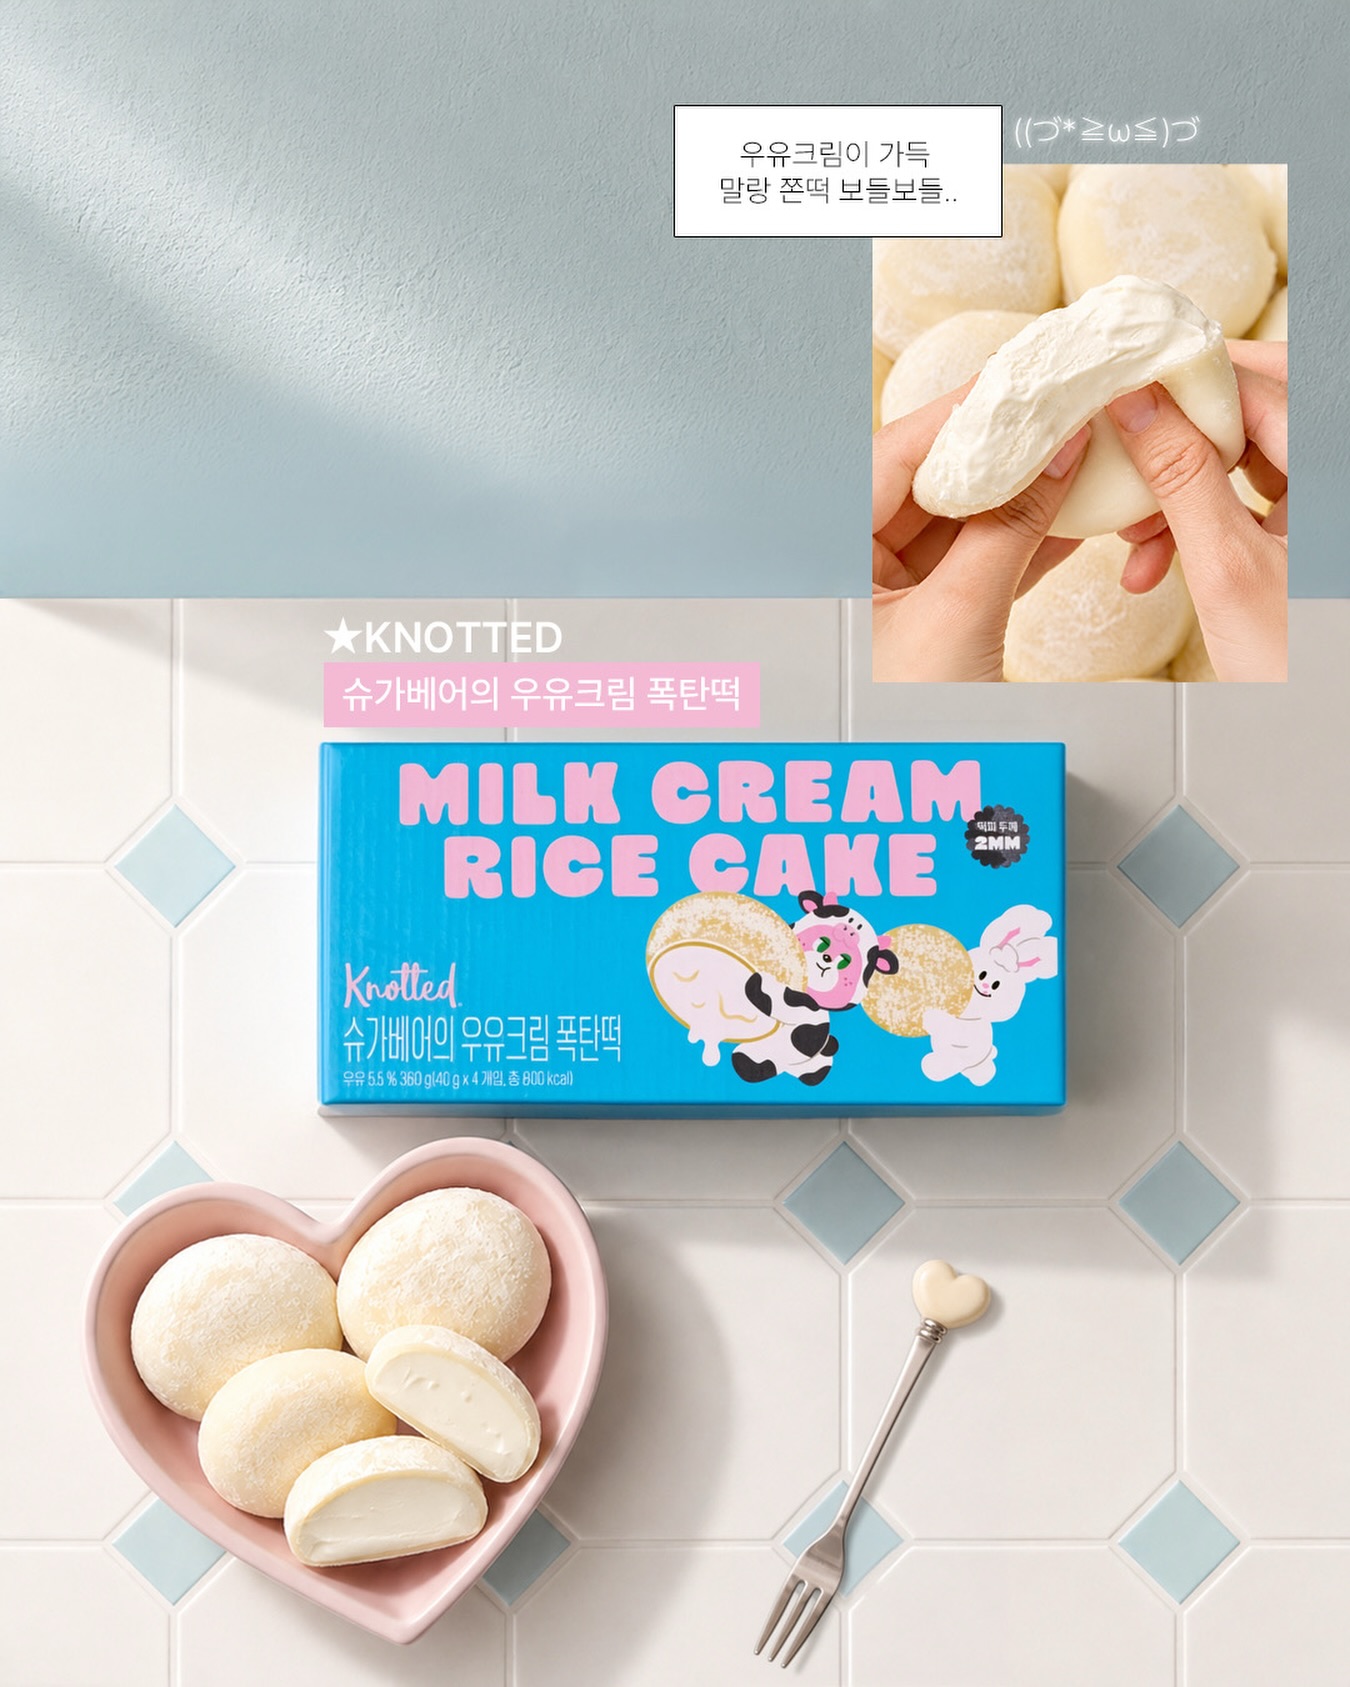 우유크림이 가득
말랑 쫀떡 보들보들..
((づ*≧ω≦)づ
★KNOTTED
슈가베어의 우유크림 폭탄떡
MILK CREAM
RICE CAKE
떡피 두께
2MM
Knotted
슈가베어의 우유크림 폭탄떡
우유 5.5 % 360 g(40 g x 4 개입, 총 800 kcal)